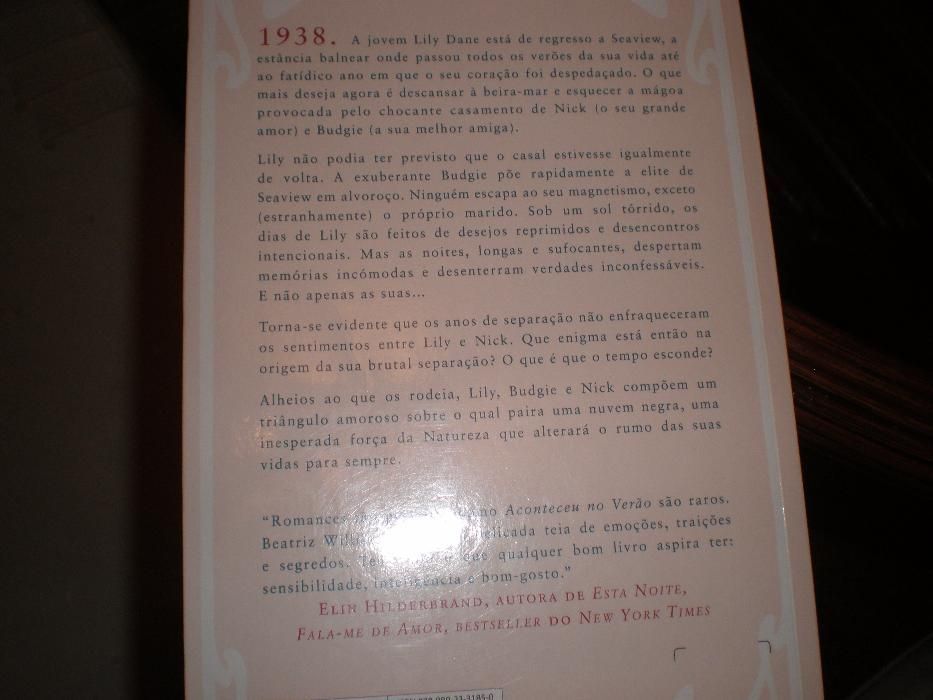 1938. A jovem Lily Dane está de regresso a Seaview, a
estância balnear onde passou todos os verões da sua vida até
ao fatídico ano em que o seu coração foi despedaçado. O que
mais deseja agora é descansar à beira-mar e esquecer a mágoa
provocada pelo chocante casamento de Nick (o seu grande
amor) e Budgie (a sua melhor amiga).
Lily não podia ter previsto que o casal estivesse igualmente
de volta. A exuberante Budgie põe rapidamente a elite de
Seaview em alvoroço. Ninguém escapa ao seu magnetismo, exceto
(estranhamente) o próprio marido. Sob um sol tórrido, os
dias de Lily são feitos de desejos reprimidos e desencontros
intencionais. Mas as noites, longas e sufocantes, despertam
memórias incómodas e desenterram verdades inconfessáveis.
E não apenas as suas...
Torna-se evidente que os anos de separação não enfraqueceram
os sentimentos entre Lily e Nick. Que enigma está então na
origem da sua brutal separação? O que é que o tempo esconde?
Alheios ao que os rodeia, Lily, Budgie e Nick compõem um
triângulo amoroso sobre o qual paira uma nuvem negra, uma
inesperada força da Natureza que alterará o rumo das suas
vidas para sempre.
“Romances Aconteceu no Verão são raros.
Beatriz delicada teia de emoções, traições
e segredos. que qualquer bom livro aspira ter:
sensibilidade, inteligência e bom-gosto.”
Elin Hilderbrand, autora de Esta Noite,
Fala-me de Amor, bestseller do New York Times